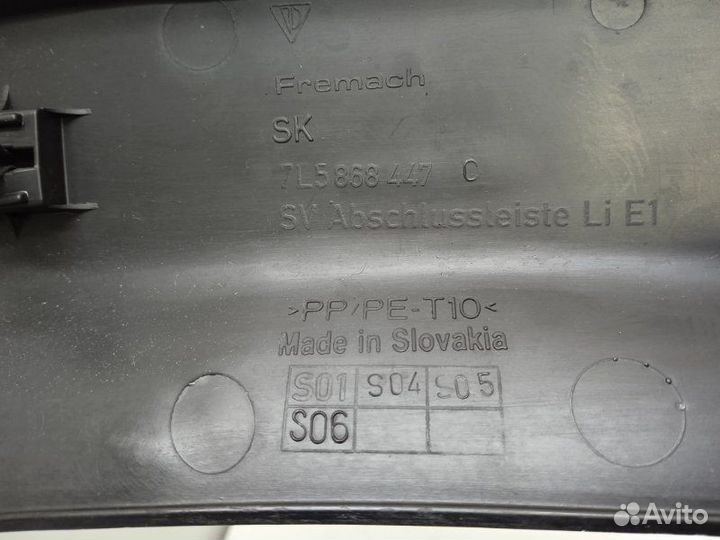 Fremach
SK
7L5 868 447 C
SV Abschlussleiste Li E1
>PP/PE-T10<
Made in Slovakia
S01 S04 S05
S06
Avito